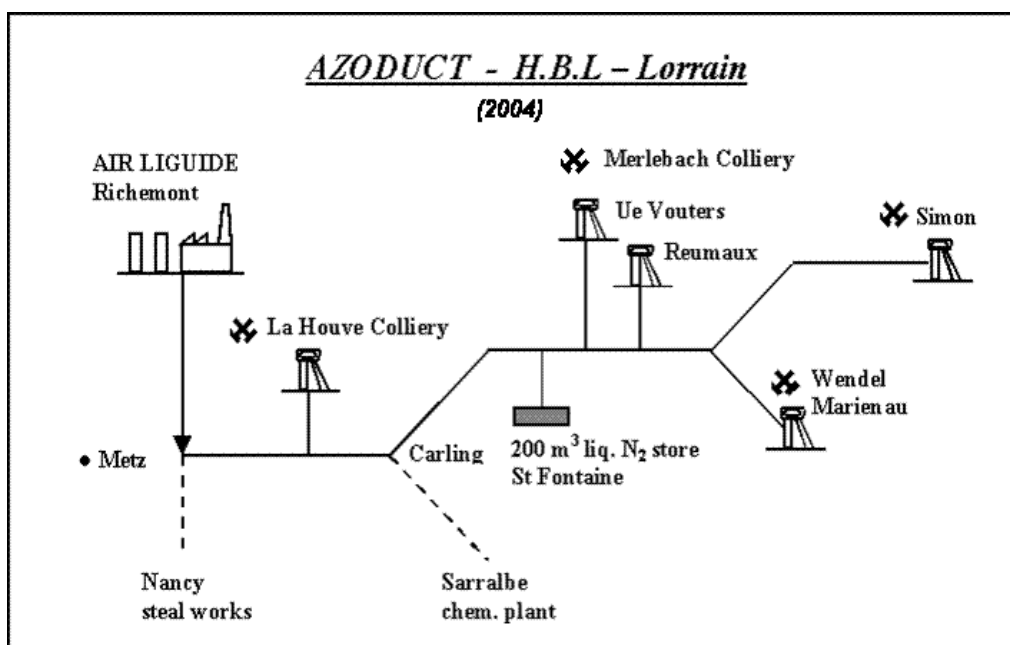 AZODUCT - H.B.L – Lorrain
(2004)
AIR LIGUIDE
Richemont
Merlebach Colliery
Ue Vouters
Reumaux
Simon
La Houve Colliery
Wendel
Marienau
Metz
Carling
200 m³ liq. N₂ store
St Fontaine
Nancy
steal works
Sarralbe
chem. plant